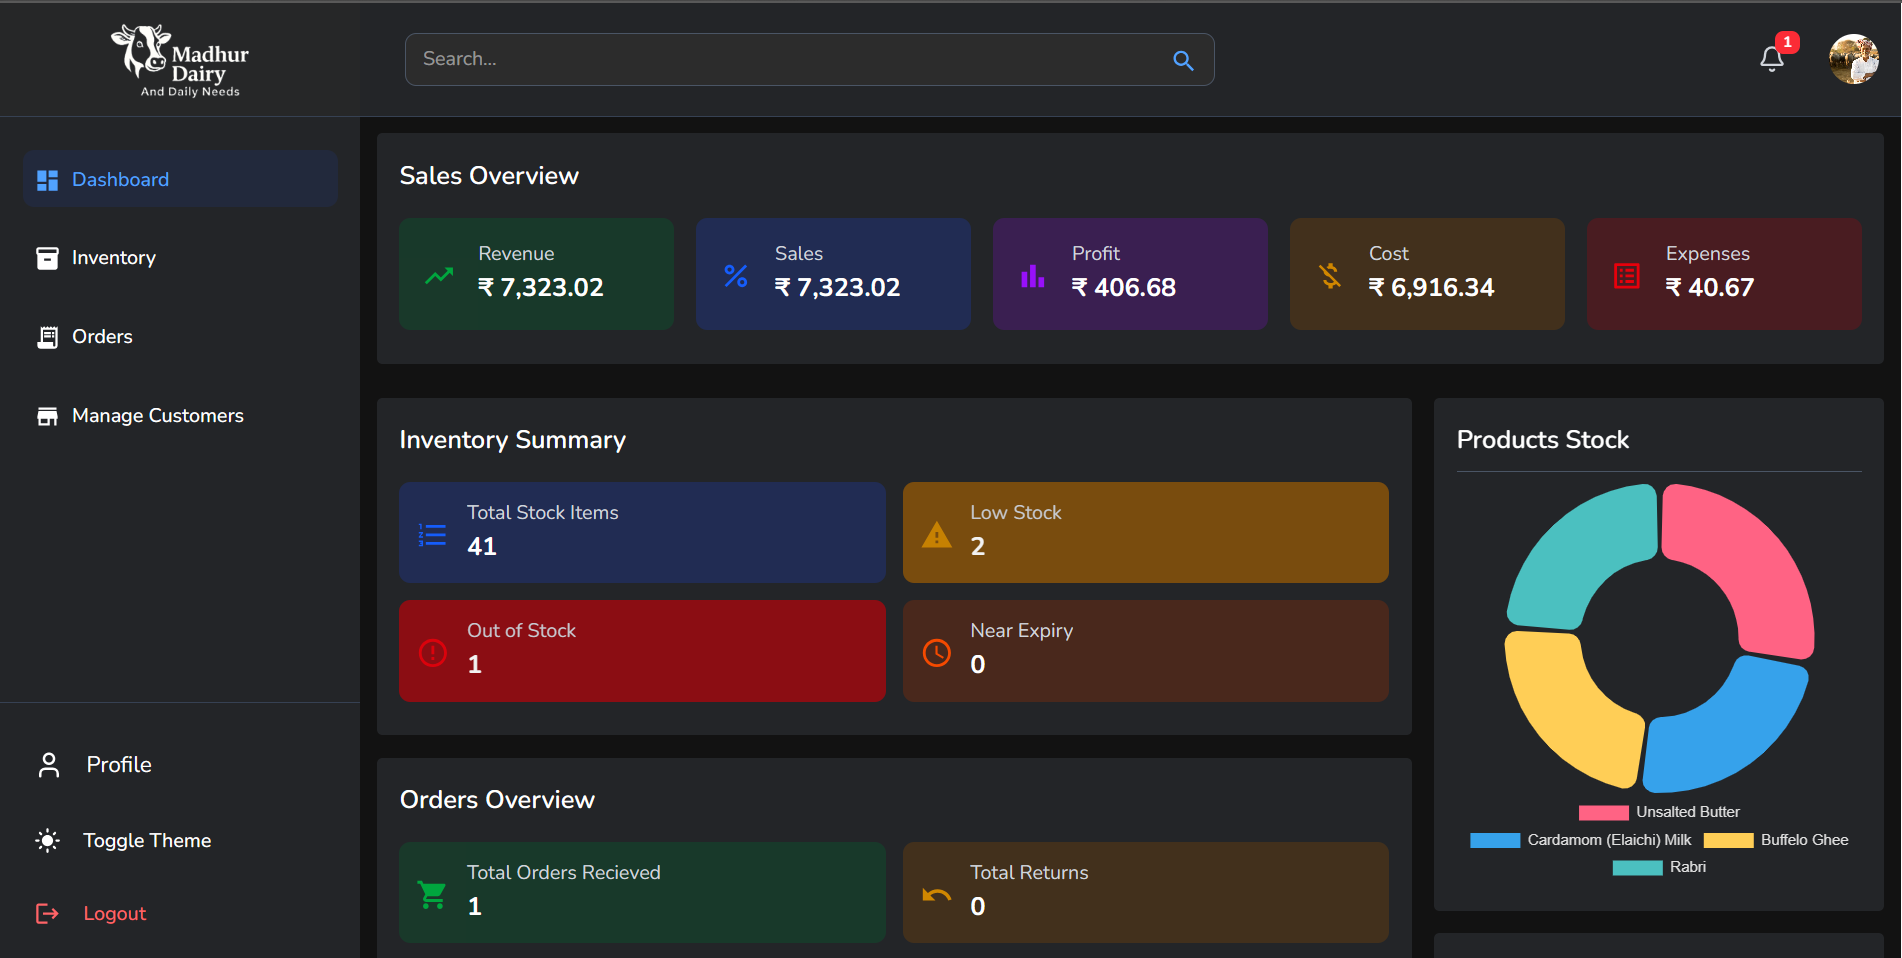 Madhur
Dairy
And Daily Needs
Search...
1
Dashboard
Inventory
Orders
Manage Customers
Profile
Toggle Theme
Logout
Sales Overview
Revenue
₹ 7,323.02
Sales
₹ 7,323.02
Profit
₹ 406.68
Cost
₹ 6,916.34
Expenses
₹ 40.67
Inventory Summary
Total Stock Items
41
Low Stock
2
Out of Stock
1
Near Expiry
0
Orders Overview
Total Orders Recieved
1
Total Returns
0
Products Stock
Unsalted Butter
Cardamom (Elaichi) Milk Buffelo Ghee
Rabri